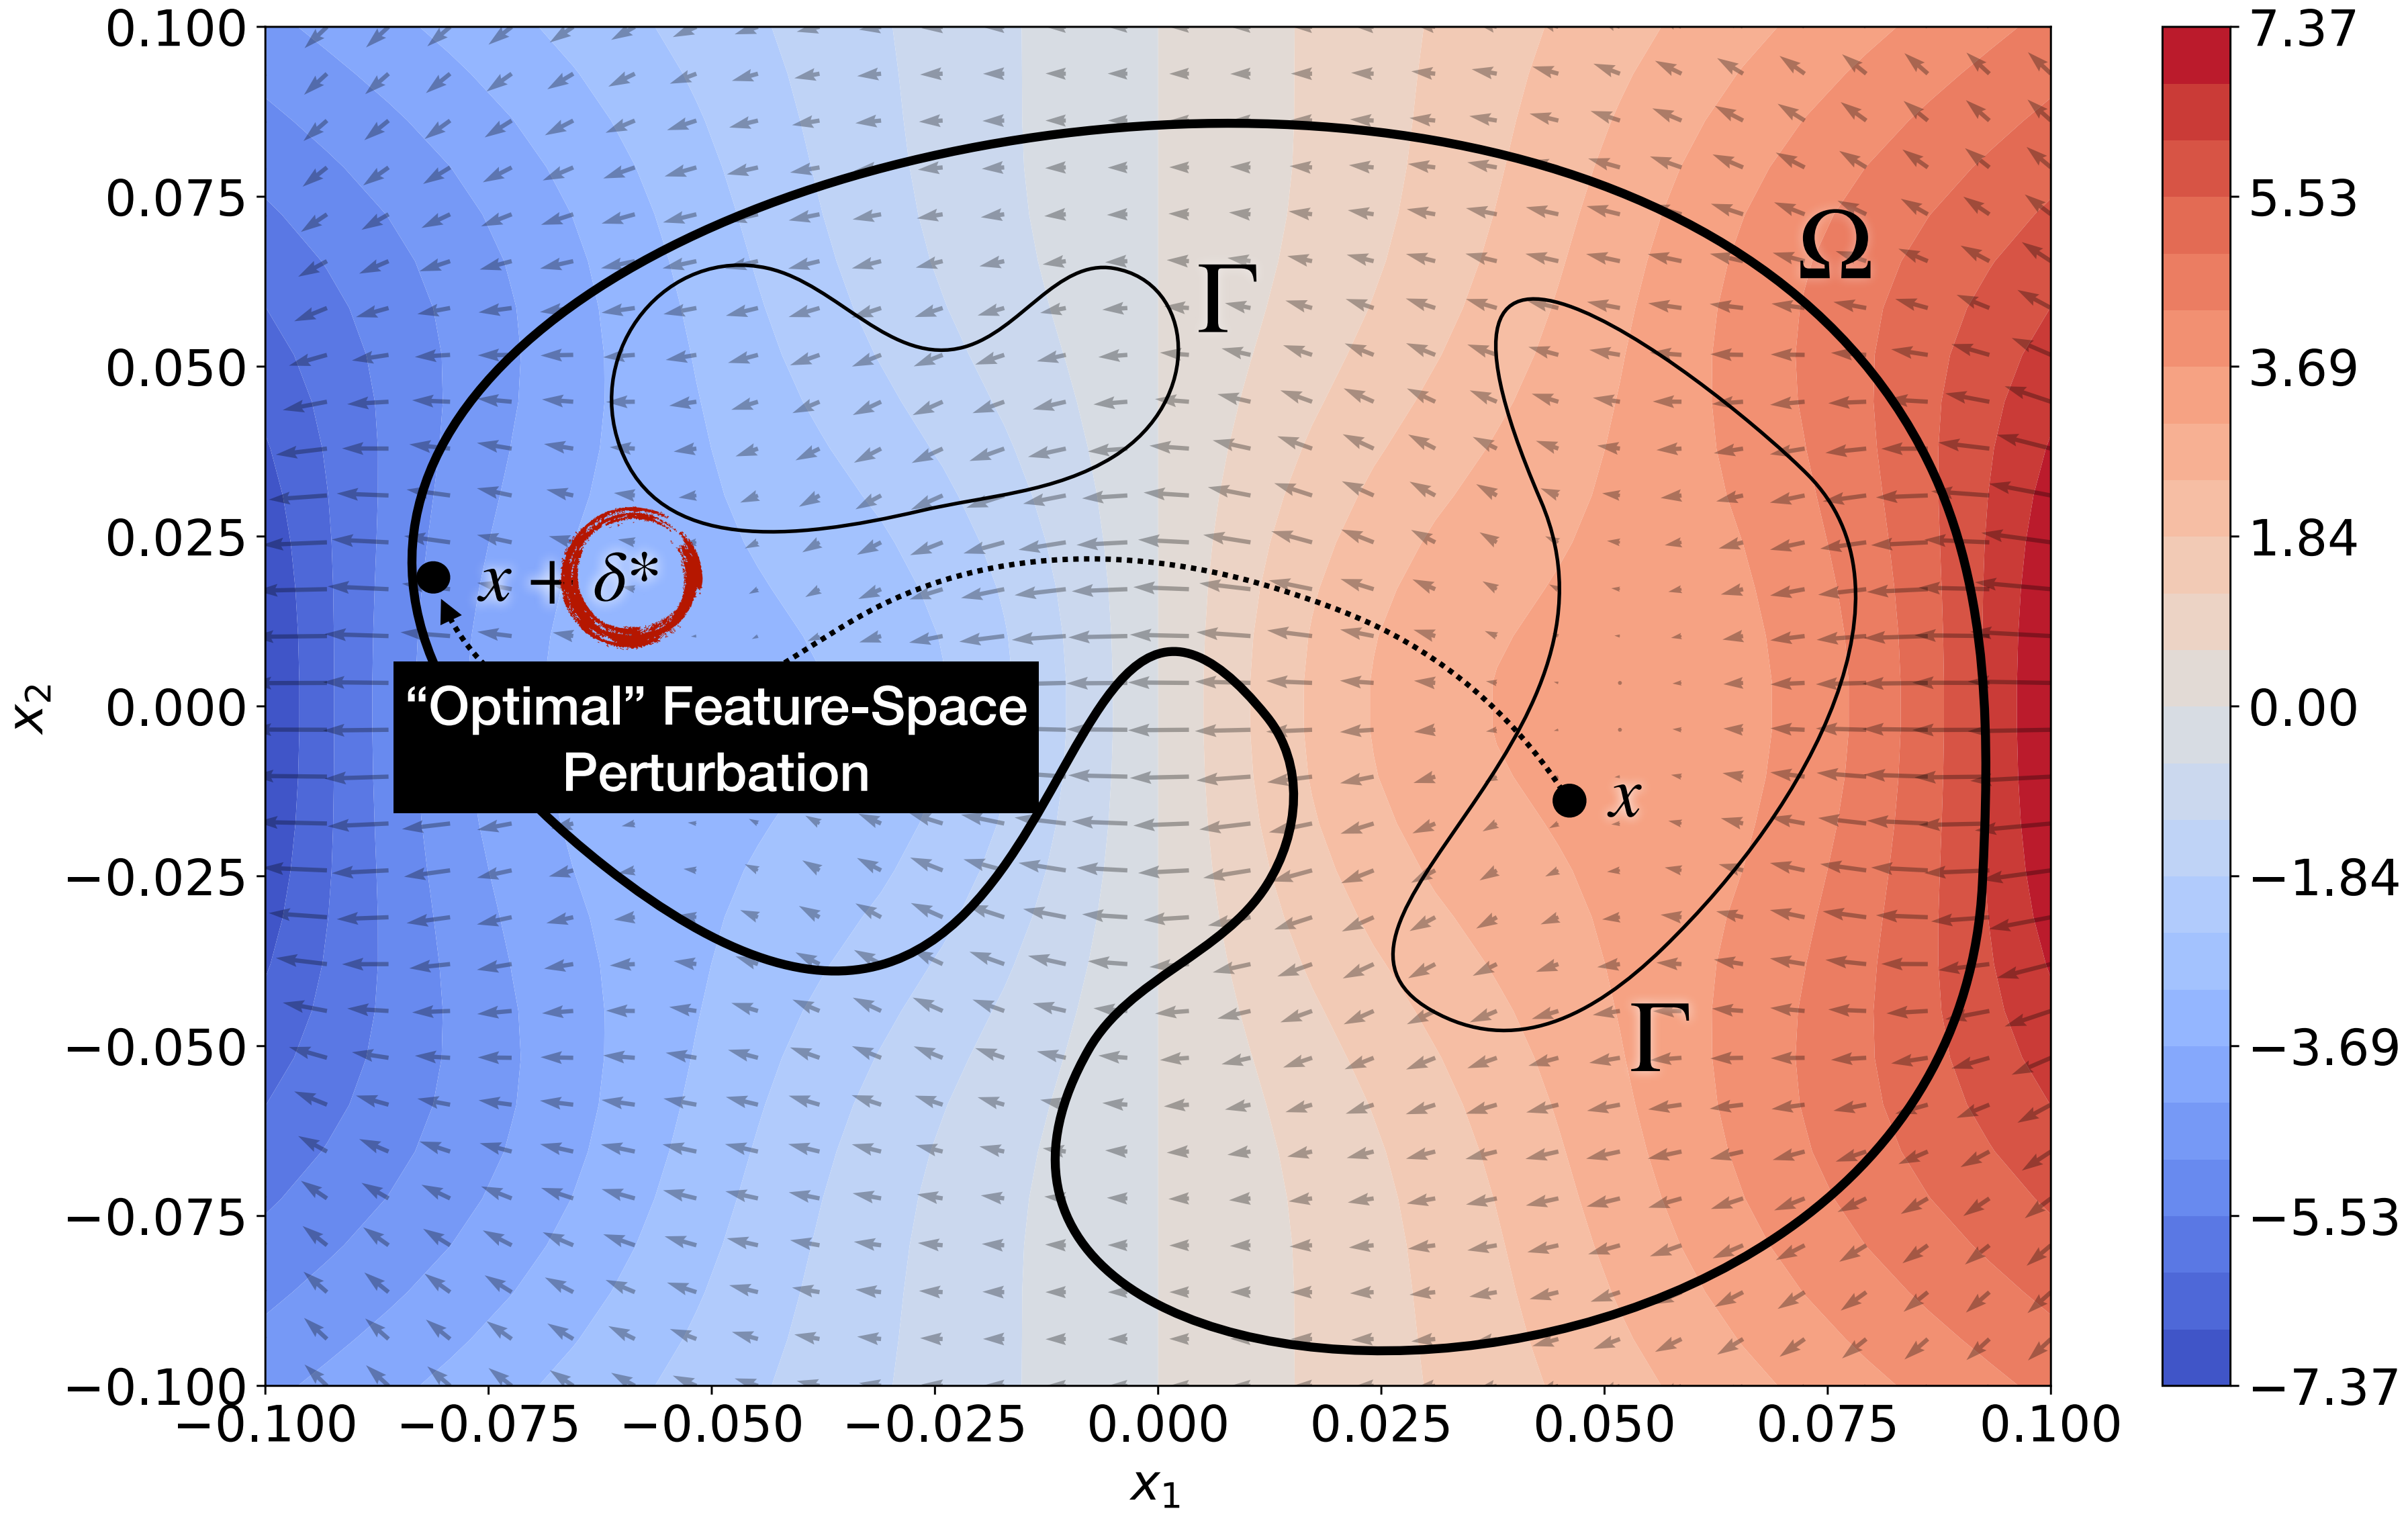 0.100
0.075
0.050
0.025
0.000
−0.025
−0.050
−0.075
−0.100
x₂
−0.100 −0.075 −0.050 −0.025 0.000 0.025 0.050 0.075 0.100
x₁
Ω
Γ
x + δ*
“Optimal” Feature-Space
Perturbation
x
Γ
7.37
5.53
3.69
1.84
0.00
−1.84
−3.69
−5.53
−7.37